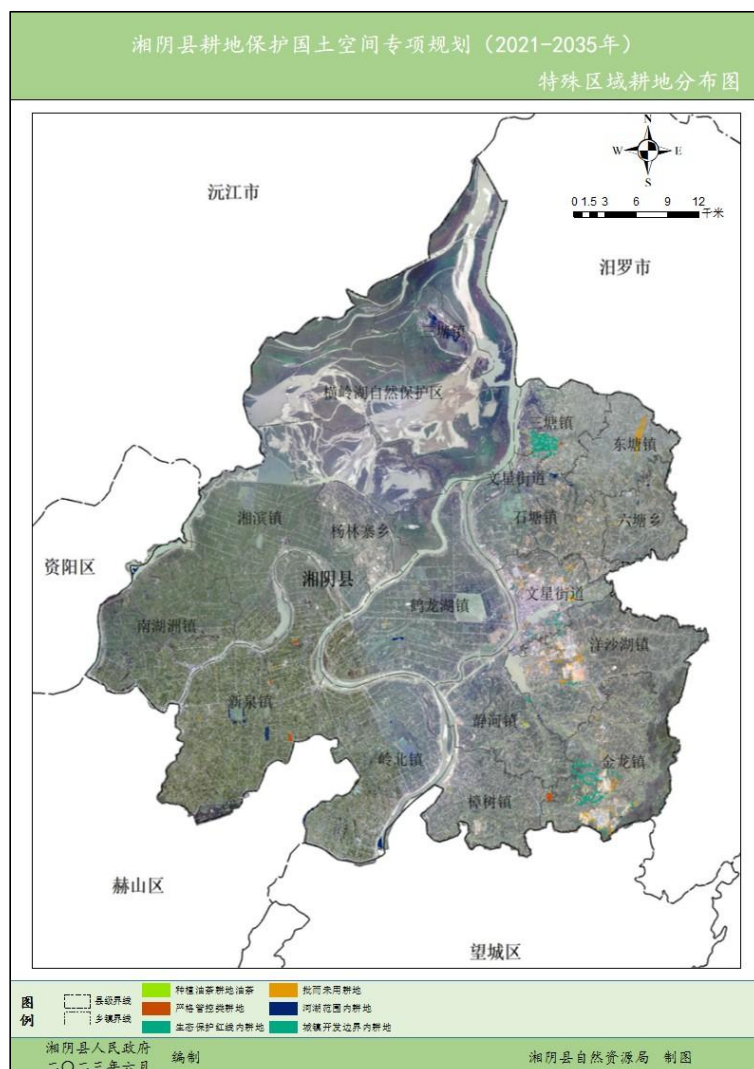 湘阴县耕地保护国土空间专项规划（2021-2035年）
特殊区域耕地分布图
N
W E
S
0 1.5 3 6 9 12
千米
沅江市
汨罗市
三塘镇
横岭湖自然保护区
三塘镇
东塘镇
文星街道
湘滨镇
杨林寨乡
石塘镇
六塘乡
资阳区
湘阴县
鹤龙湖镇
文星街道
南湖洲镇
洋沙湖镇
新泉镇
静河镇
岭北镇
金龙镇
樟树镇
赫山区
望城区
图例
县级界线
乡镇界线
种植油茶耕地油茶
严格管控类耕地
生态保护红线内耕地
批而未用耕地
河湖范围内耕地
城镇开发边界内耕地
湘阴县人民政府
二〇二三年六月
编制
湘阴县自然资源局 制图